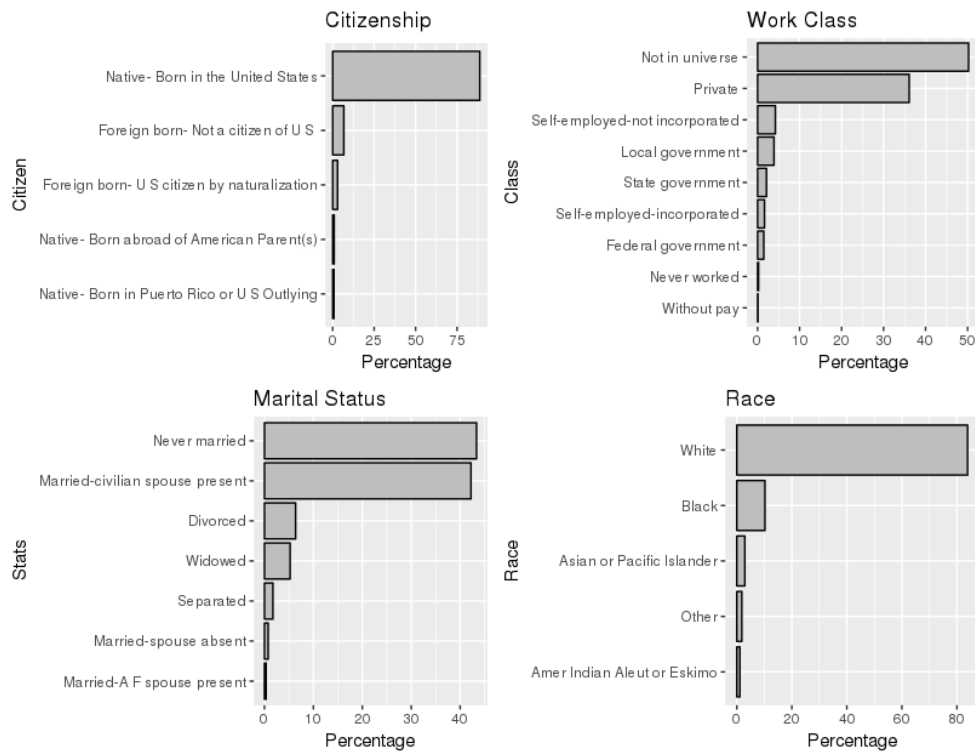 Citizenship
Citizen
Native- Born in the United States
Foreign born- Not a citizen of U S
Foreign born- U S citizen by naturalization
Native- Born abroad of American Parent(s)
Native- Born in Puerto Rico or U S Outlying
0 25 50 75
Percentage
Work Class
Class
Not in universe
Private
Self-employed-not incorporated
Local government
State government
Self-employed-incorporated
Federal government
Never worked
Without pay
0 10 20 30 40 50
Percentage
Marital Status
Stats
Never married
Married-civilian spouse present
Divorced
Widowed
Separated
Married-spouse absent
Married-A F spouse present
0 10 20 30 40
Percentage
Race
Race
White
Black
Asian or Pacific Islander
Other
Amer Indian Aleut or Eskimo
0 20 40 60 80
Percentage